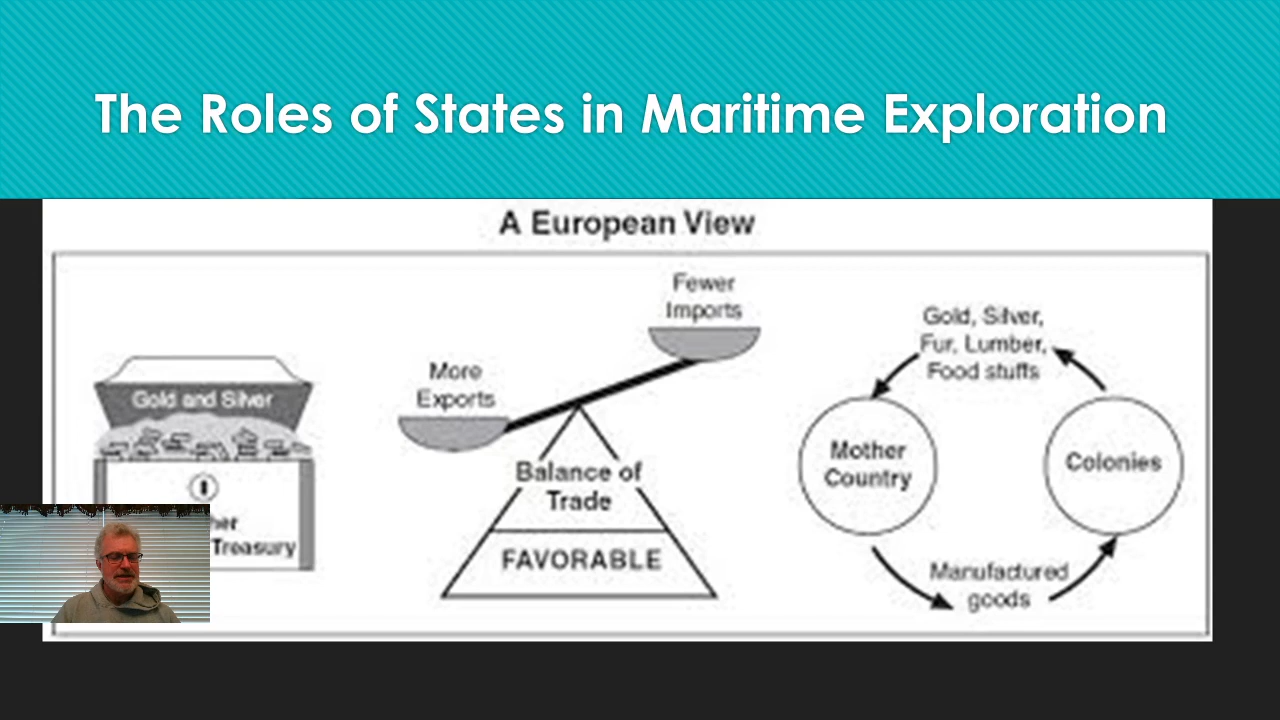 The Roles of States in Maritime Exploration
A European View
Gold and Silver
Treasury
More
Exports
Fewer
Imports
Balance of
Trade
FAVORABLE
Gold, Silver,
Fur, Lumber,
Food stuffs
Mother
Country
Colonies
Manufactured
goods